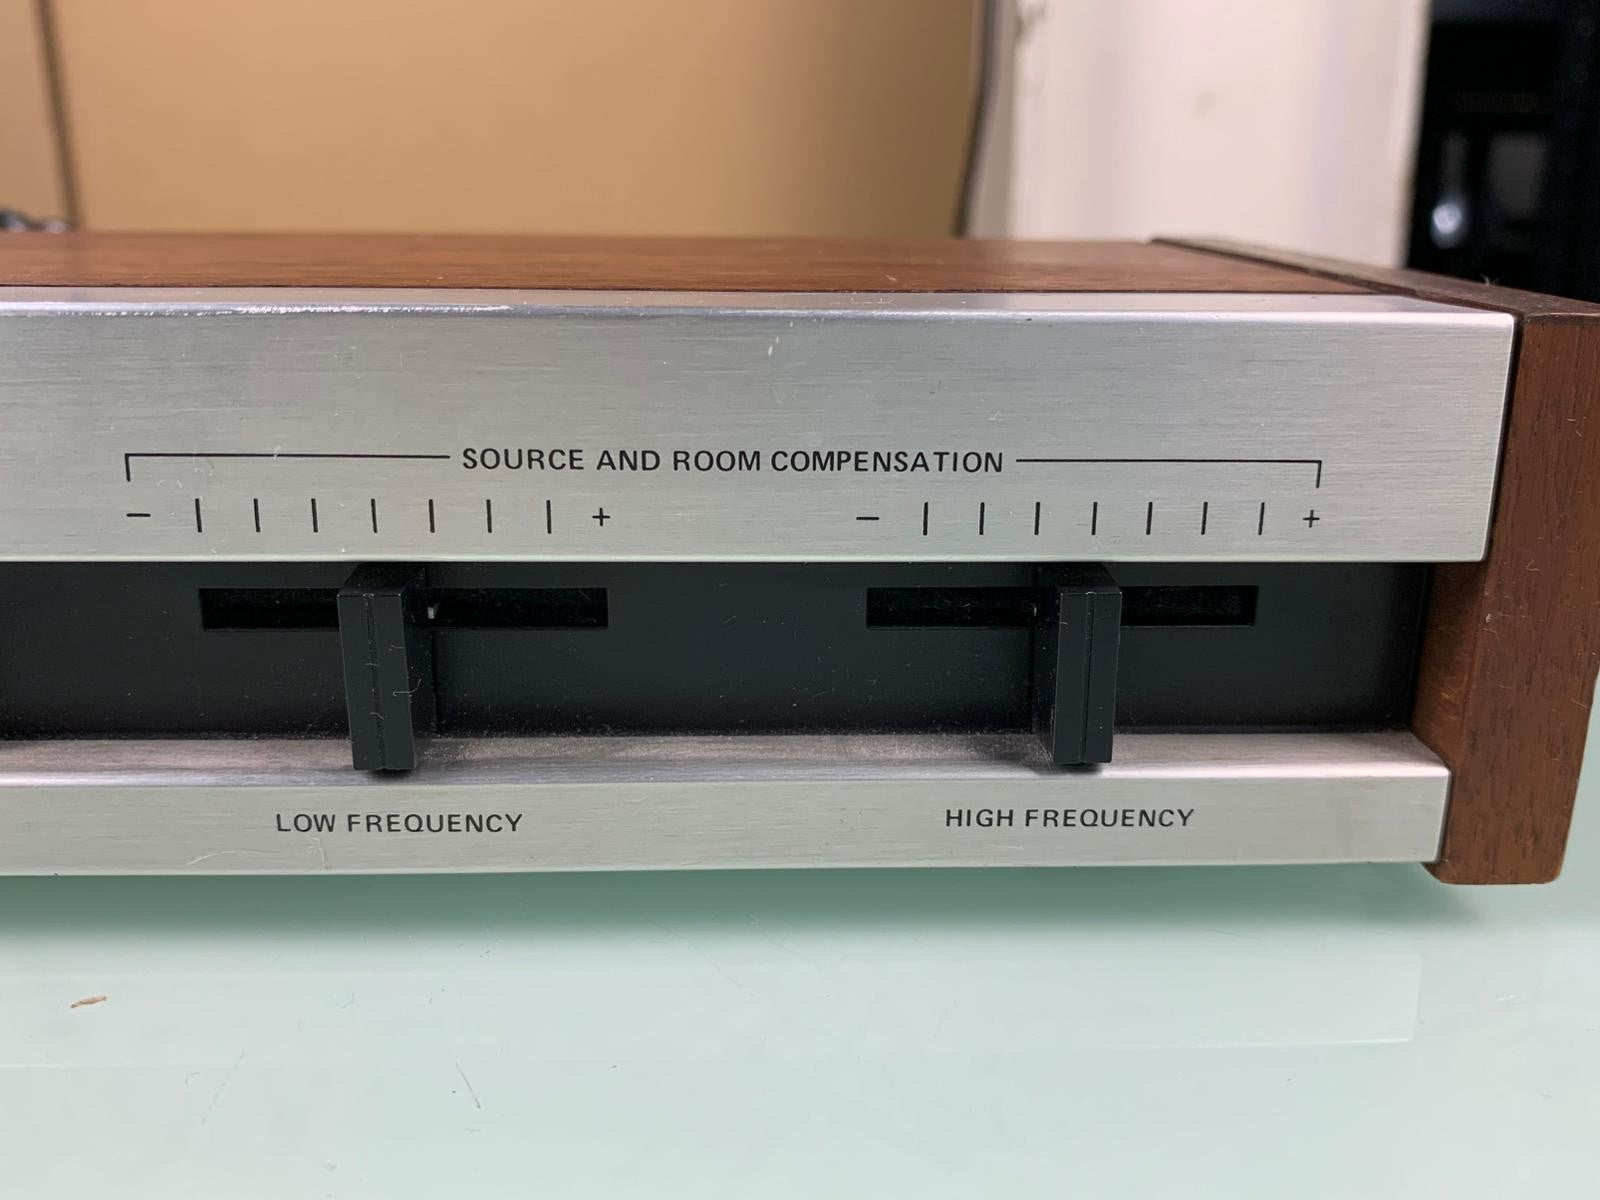 SOURCE AND ROOM COMPENSATION
− | | | | | | | + − | | | | | | | +
LOW FREQUENCY HIGH FREQUENCY